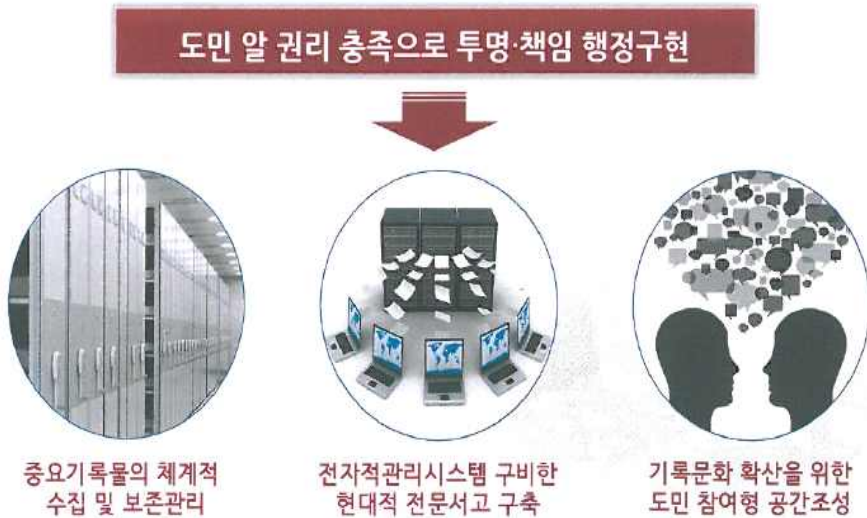 도민 알 권리 충족으로 투명·책임 행정구현
중요기록물의 체계적
수집 및 보존관리
전자적관리시스템 구비한
현대적 전문서고 구축
기록문화 확산을 위한
도민 참여형 공간조성